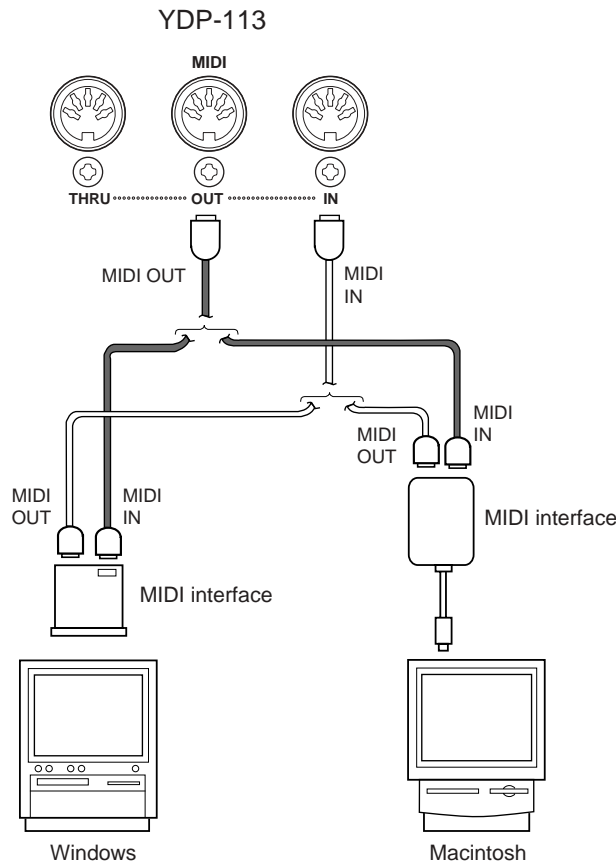 YDP-113
MIDI
THRU OUT IN
MIDI OUT
MIDI
IN
MIDI
OUT
MIDI
IN
MIDI
OUT
MIDI
IN
MIDI interface
MIDI interface
Windows
Macintosh